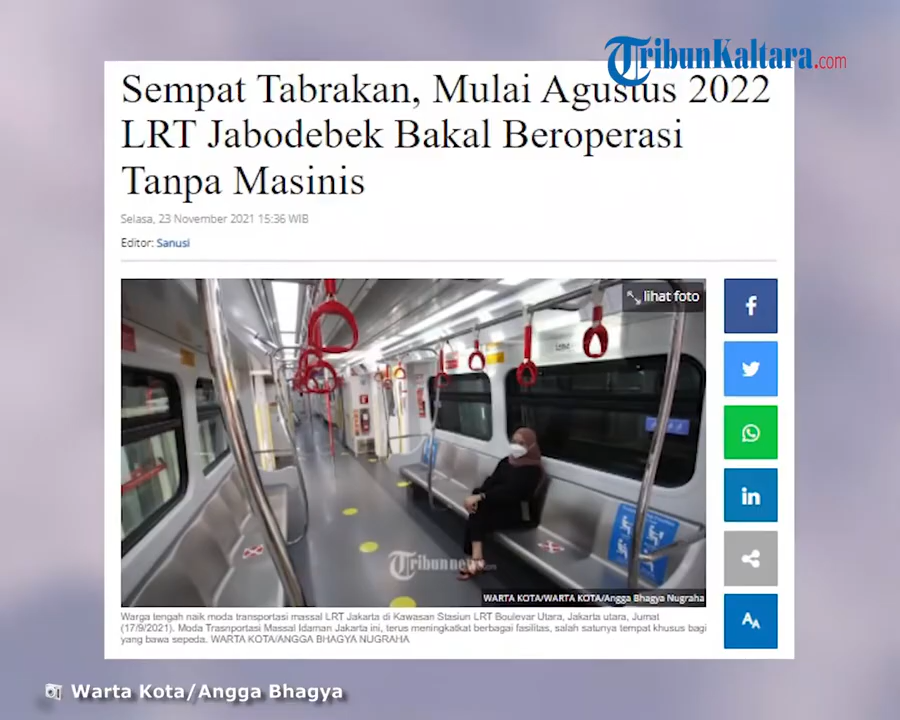 TribunKaltara.com
Sempat Tabrakan, Mulai Agustus 2022
LRT Jabodebek Bakal Beroperasi
Tanpa Masinis
Selasa, 23 November 2021 15:36 WIB
Editor: Sanusi
lihat foto
Tribunnews.com
WARTA KOTA/WARTA KOTA/Angga Bhagya Nugraha
Warga tengah naik moda transportasi massal LRT Jakarta di Kawasan Stasiun LRT Boulevar Utara, Jakarta utara, Jumat
(17/9/2021). Moda Trasnportasi Massal Idaman Jakarta ini, terus meningkatkat berbagai fasilitas, salah satunya tempat khusus bagi
yang bawa sepeda. WARTA KOTA/ANGGA BHAGYA NUGRAHA
Warta Kota/Angga Bhagya